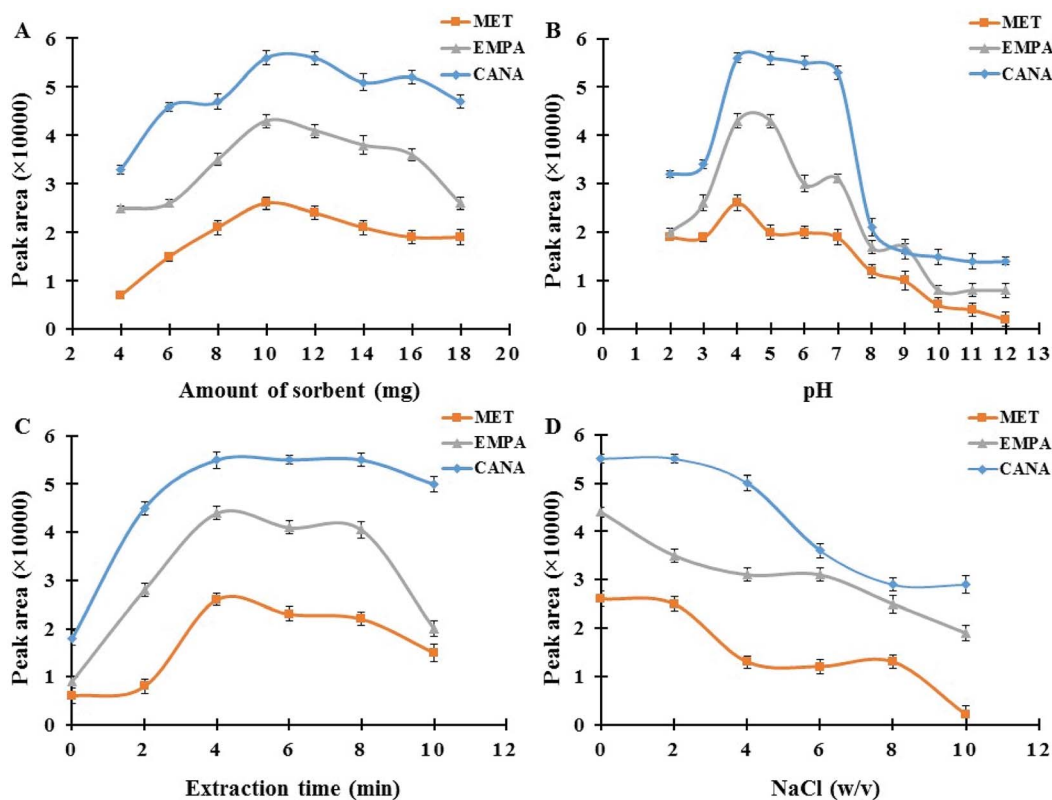 A
MET
EMPA
CANA
Peak area (×10000)
6
5
4
3
2
1
0
2 4 6 8 10 12 14 16 18 20
Amount of sorbent (mg)
B
MET
EMPA
CANA
Peak area (×10000)
6
5
4
3
2
1
0
0 1 2 3 4 5 6 7 8 9 10 11 12 13
pH
C
MET
EMPA
CANA
Peak area (×10000)
6
5
4
3
2
1
0
0 2 4 6 8 10 12
Extraction time (min)
D
MET
EMPA
CANA
Peak area (×10000)
6
5
4
3
2
1
0
0 2 4 6 8 10 12
NaCl (w/v)